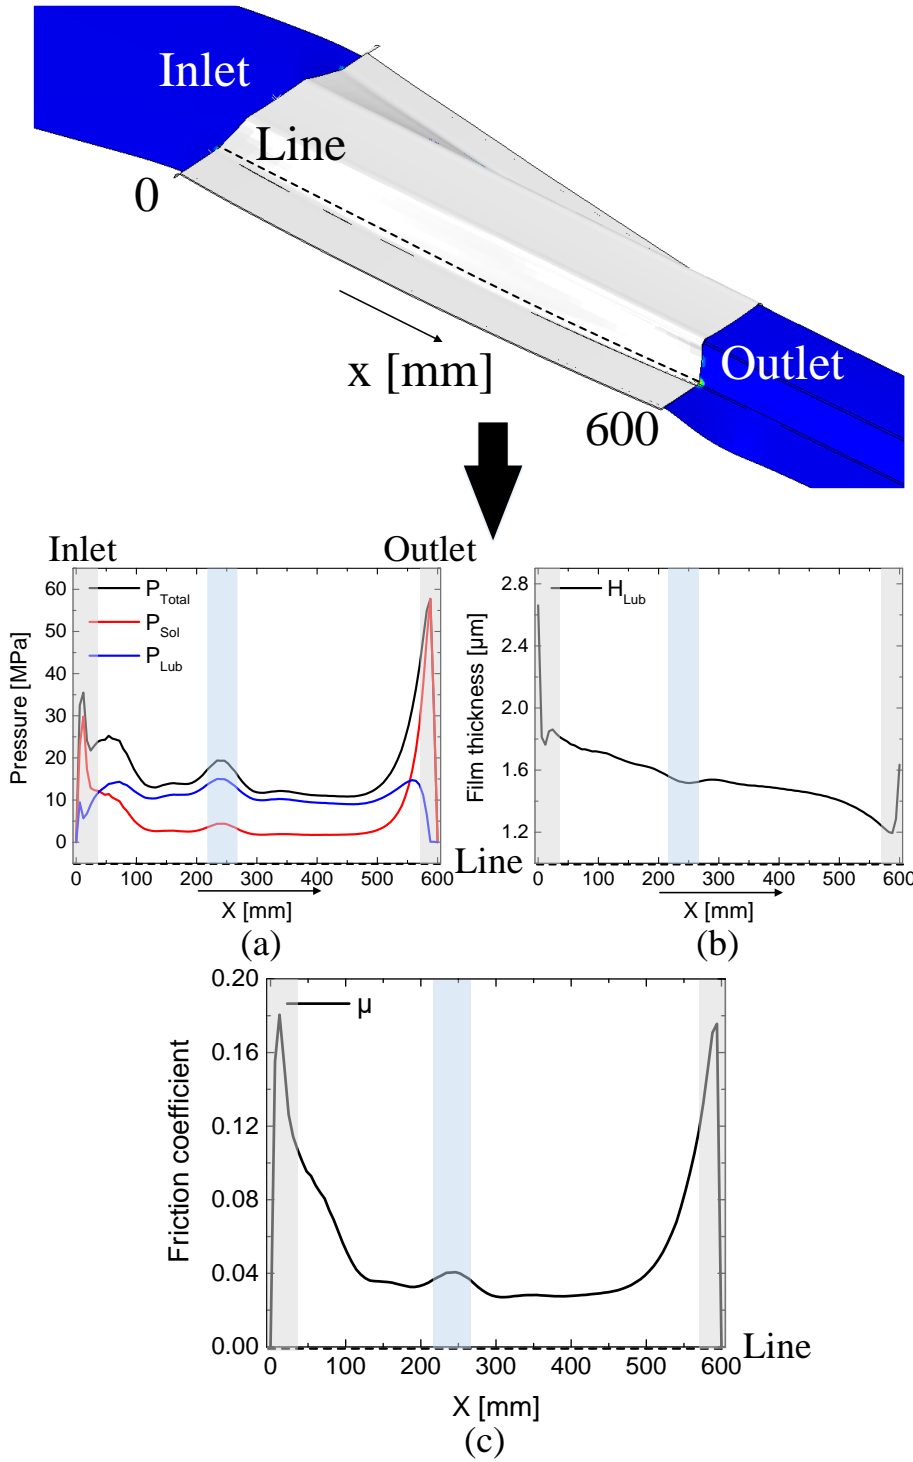 Inlet
Line
0
x [mm]
Outlet
600
Inlet
Outlet
P_Total
P_Sol
P_Lub
60
50
40
30
20
10
0
Pressure [MPa]
0 100 200 300 400 500 600
X [mm]
(a)
Line
H_Lub
2.8
2.4
2.0
1.6
1.2
Film thickness [µm]
0 100 200 300 400 500 600
X [mm]
(b)
µ
0.20
0.16
0.12
0.08
0.04
0.00
Friction coefficient
Line
0 100 200 300 400 500 600
X [mm]
(c)